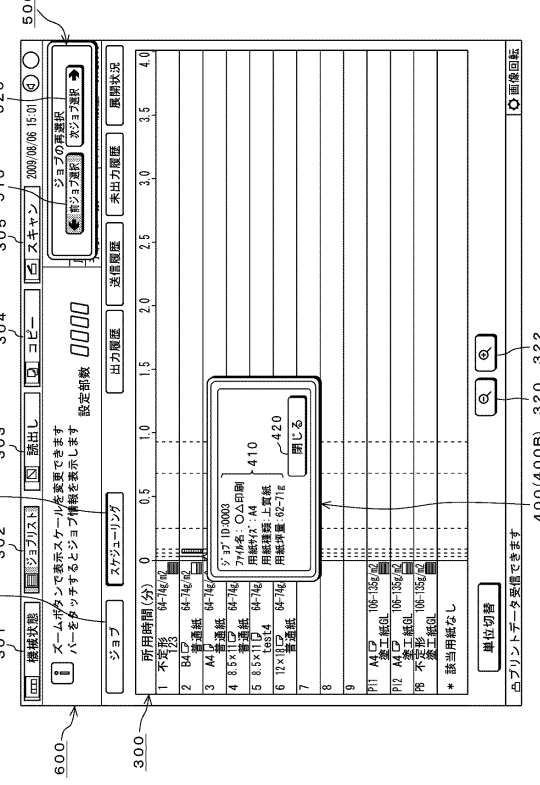 301
302
303
304
305
600
300
機械状態
ジョブリスト
読出し
コピー
スキャン
2009/08/06 15:01
i
ズームボタンで表示スケールを変更できます
バーをタッチするとジョブ情報を表示します
設定部数 0000
ジョブの再選択
前ジョブ選択
次ジョブ選択
ジョブ
スケジューリング
出力履歴
送信履歴
未出力履歴
展開状況
所用時間(分) 0 0.5 1.0 1.5 2.0 2.5 3.0 3.5 4.0
1 不定形 64-74g/m2
123
2 B4 64-74g/m2
普通紙
3 A4 64-74g
普通紙
4 8.5×11 64-74g
普通紙
5 8.5×11 64-74g
test4
6 12×18 64-74g
普通紙
7
8
9
PI1 A4 106-135g/m2
塗工紙GL
PI2 A4 106-135g/m2
塗工紙GL
PB 不定形 106-135g/m2
塗工紙GL
* 該当用紙なし
ジョブID:0003
ファイル名: 〇△印刷
用紙サイズ: A4
用紙種類: 上質紙
用紙坪量: 62-71g
410
420
閉じる
単位切替
プリントデータ受信できます
画像回転
400(400B)
320
322